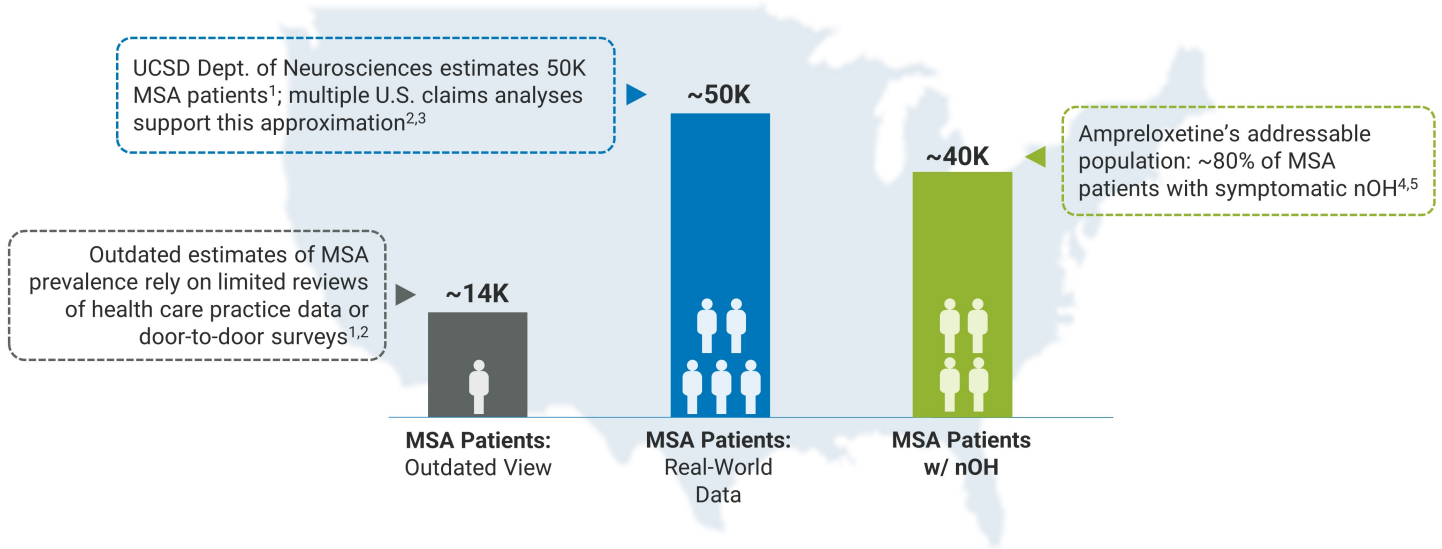 UCSD Dept. of Neurosciences estimates 50K
MSA patients¹; multiple U.S. claims analyses
support this approximation²,³
~50K
Ampreloxetine’s addressable
population: ~80% of MSA
patients with symptomatic nOH⁴,⁵
~40K
Outdated estimates of MSA
prevalence rely on limited reviews
of health care practice data or
door-to-door surveys¹,²
~14K
MSA Patients:
Outdated View
MSA Patients:
Real-World
Data
MSA Patients
w/ nOH